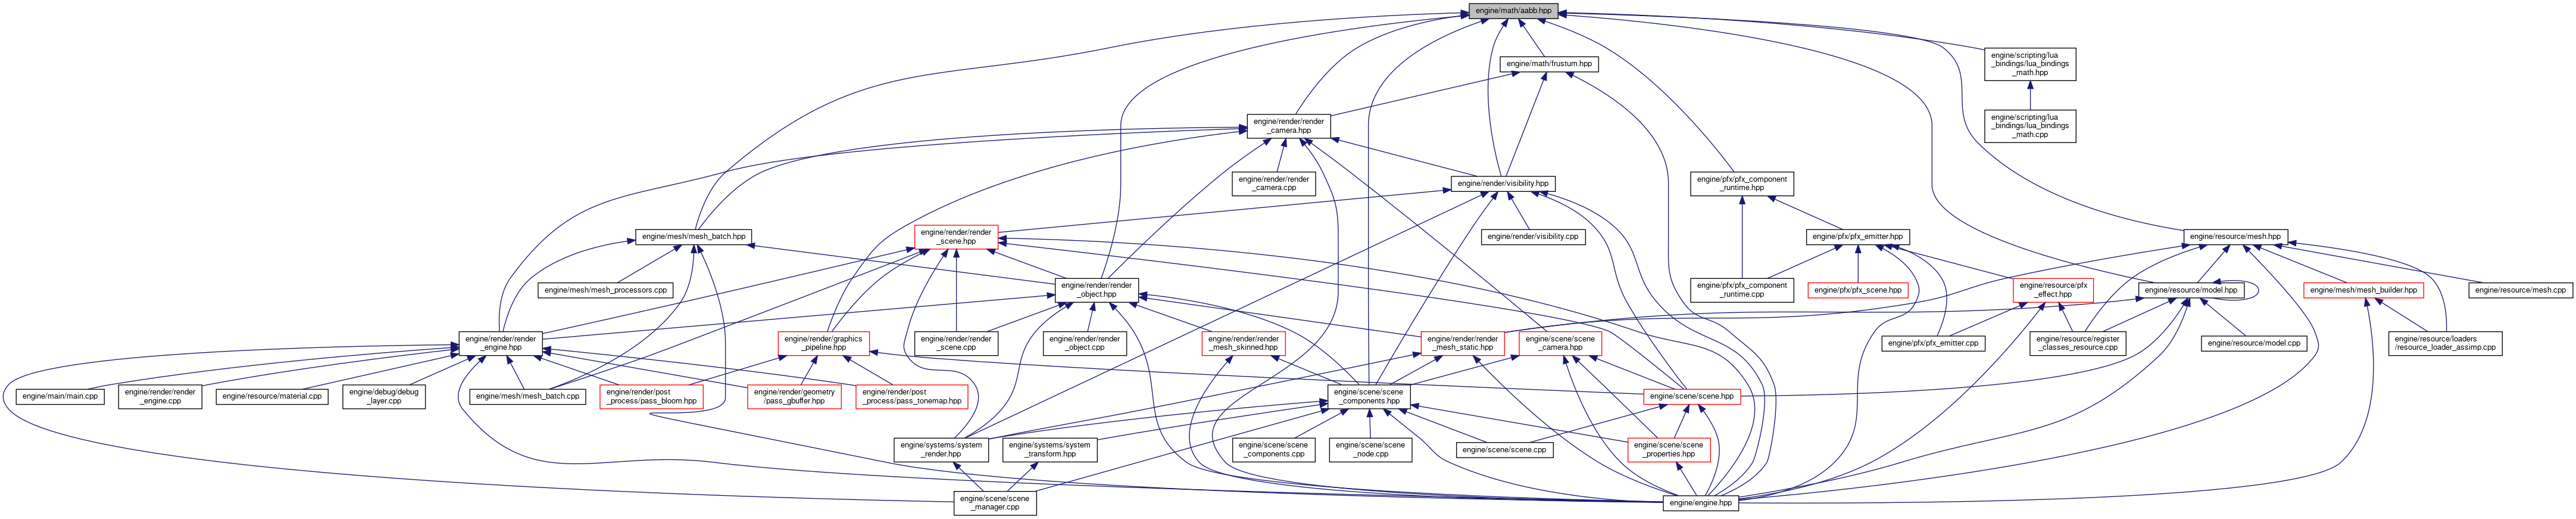 engine/math/aabb.hpp
engine/math/frustum.hpp
engine/scripting/lua
_bindings/lua_bindings
_math.hpp
engine/render/render
_camera.hpp
engine/scripting/lua
_bindings/lua_bindings
_math.cpp
engine/render/render
_camera.cpp
engine/render/visibility.hpp
engine/pfx/pfx_component
_runtime.hpp
engine/mesh/mesh_batch.hpp
engine/render/render
_scene.hpp
engine/render/visibility.cpp
engine/pfx/pfx_emitter.hpp
engine/resource/mesh.hpp
engine/mesh/mesh_processors.cpp
engine/render/render
_object.hpp
engine/pfx/pfx_component
_runtime.cpp
engine/pfx/pfx_scene.hpp
engine/resource/pfx
_effect.hpp
engine/resource/model.hpp
engine/mesh/mesh_builder.hpp
engine/resource/mesh.cpp
engine/render/render
_engine.hpp
engine/render/graphics
_pipeline.hpp
engine/render/render
_scene.cpp
engine/render/render
_object.cpp
engine/render/render
_mesh_skinned.hpp
engine/render/render
_mesh_static.hpp
engine/scene/scene
_camera.hpp
engine/pfx/pfx_emitter.cpp
engine/resource/register
_classes_resource.cpp
engine/resource/model.cpp
engine/resource/loaders
/resource_loader_assimp.cpp
engine/main/main.cpp
engine/render/render
_engine.cpp
engine/resource/material.cpp
engine/debug/debug
_layer.cpp
engine/mesh/mesh_batch.cpp
engine/render/post
_process/pass_bloom.hpp
engine/render/geometry
/pass_gbuffer.hpp
engine/render/post
_process/pass_tonemap.hpp
engine/scene/scene
_components.hpp
engine/scene/scene.hpp
engine/systems/system
_render.hpp
engine/systems/system
_transform.hpp
engine/scene/scene
_components.cpp
engine/scene/scene
_node.cpp
engine/scene/scene.cpp
engine/scene/scene
_properties.hpp
engine/scene/scene
_manager.cpp
engine/engine.hpp